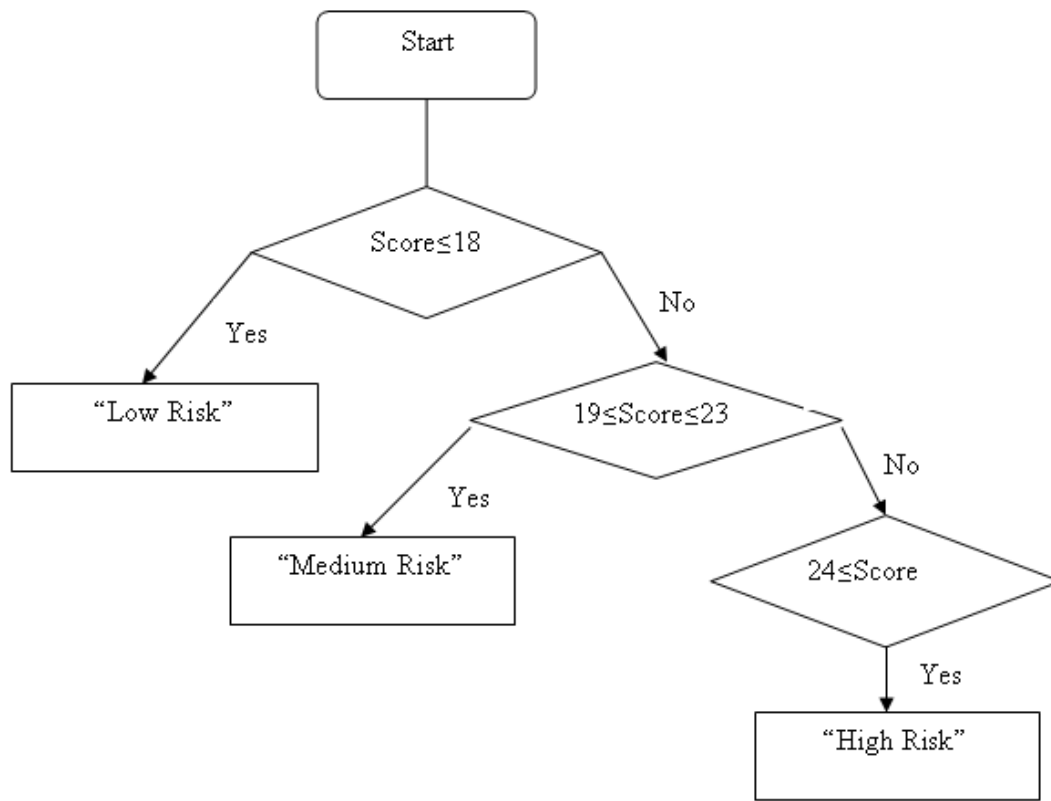 Start
Score≤18
Yes
No
“Low Risk”
19≤Score≤23
Yes
No
“Medium Risk”
24≤Score
Yes
“High Risk”